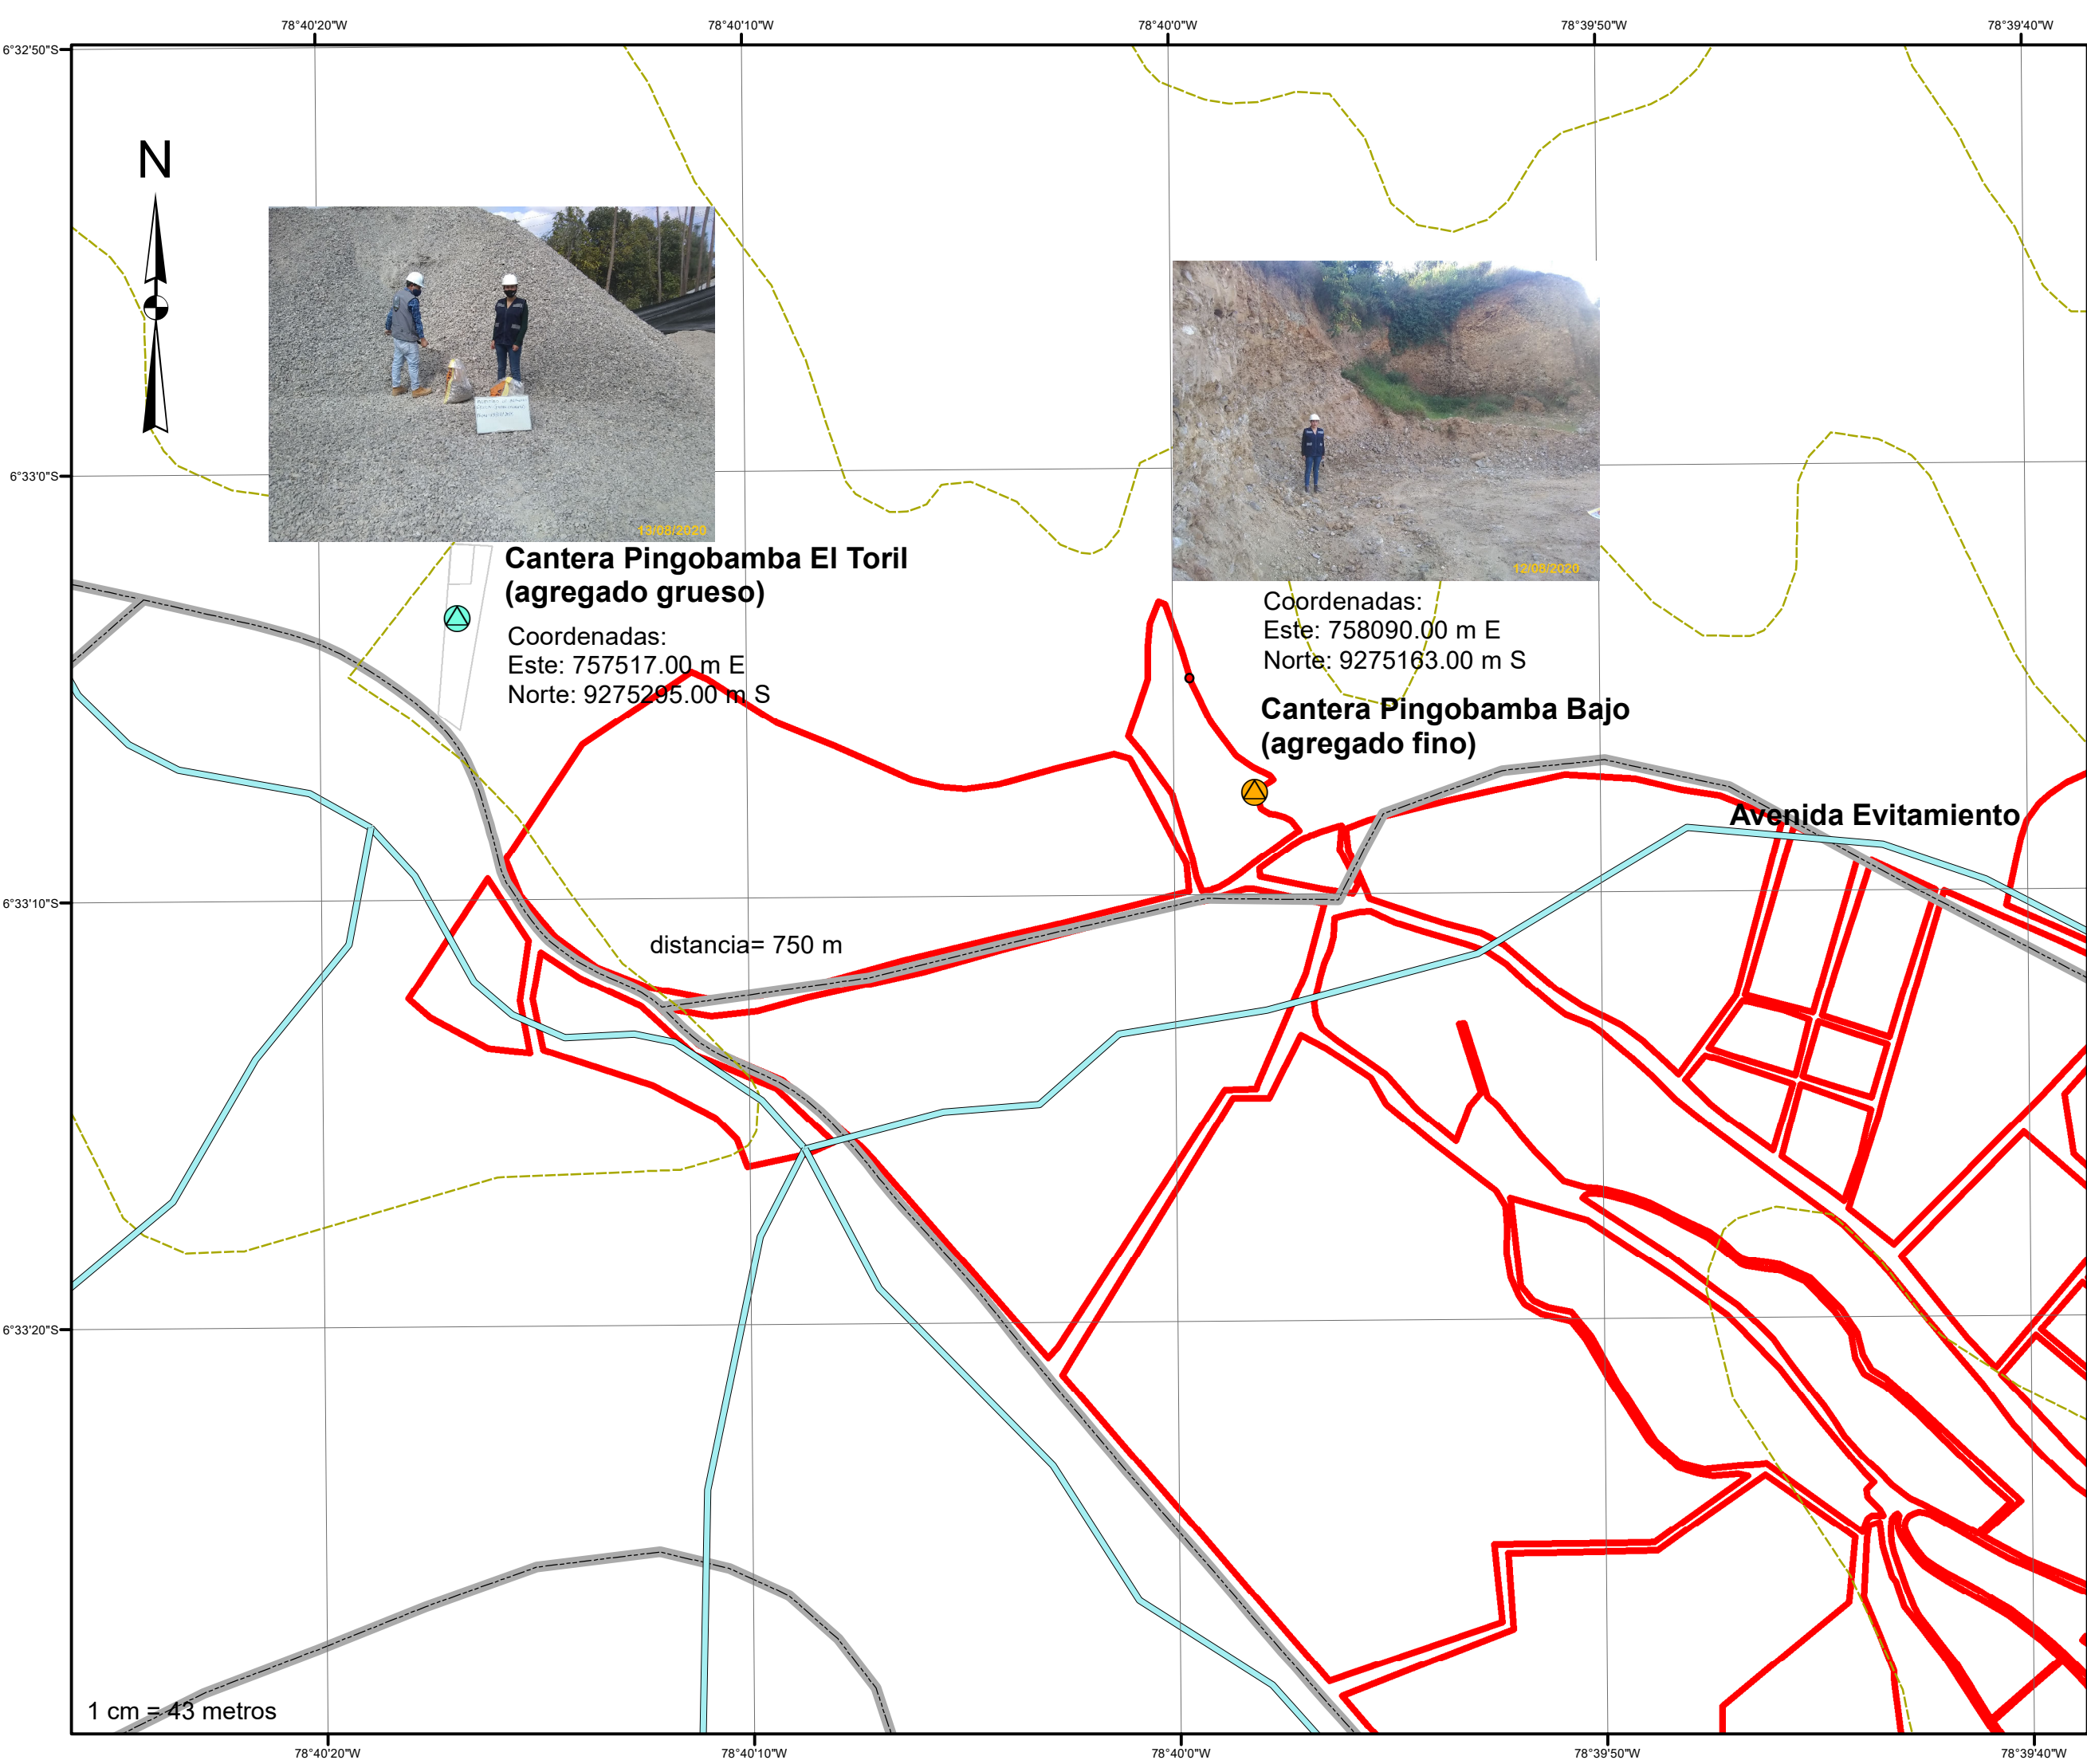 78°40'20"W
78°40'10"W
78°40'0"W
78°39'50"W
78°39'40"W
6°32'50"S
N
13/08/2020
12/08/2020
6°33'0"S
Cantera Pingobamba El Toril
(agregado grueso)
Coordenadas:
Este: 757517.00 m E
Norte: 9275295.00 m S
Coordenadas:
Este: 758090.00 m E
Norte: 9275163.00 m S
Cantera Pingobamba Bajo
(agregado fino)
Avenida Evitamiento
6°33'10"S
distancia= 750 m
6°33'20"S
1 cm = 43 metros
78°40'20"W
78°40'10"W
78°40'0"W
78°39'50"W
78°39'40"W